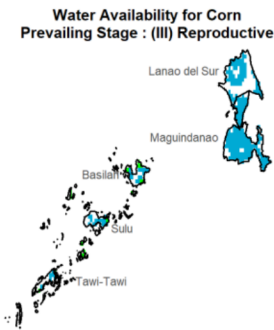 Water Availability for Corn
Prevailing Stage : (III) Reproductive
Lanao del Sur
Maguindanao
Basilan
Sulu
Tawi-Tawi